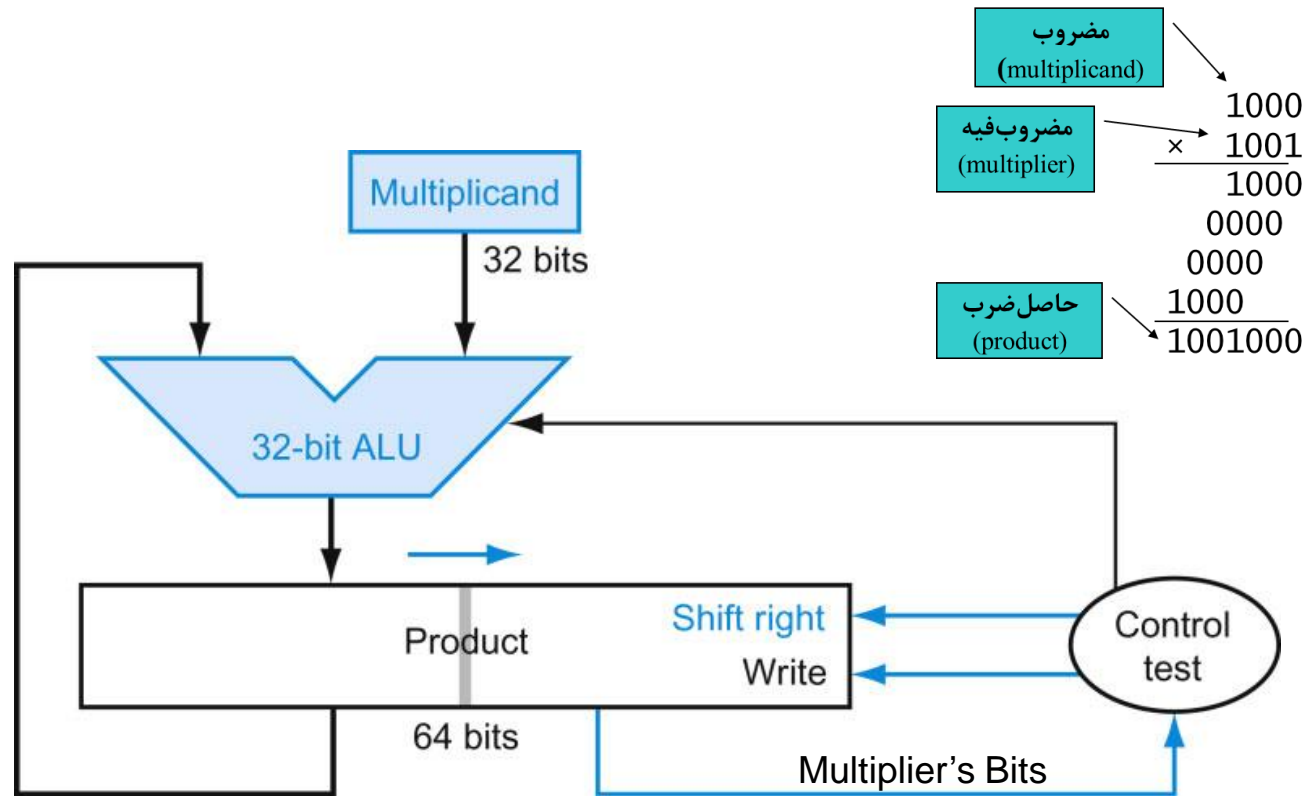 مضروب
(multiplicand)
مضروب‌فیه
(multiplier)
1000
× 1001
1000
0000
0000
1000
1001000
حاصل‌ضرب
(product)
Multiplicand
32 bits
32-bit ALU
Product
Shift right
Write
64 bits
Control
test
Multiplier’s Bits